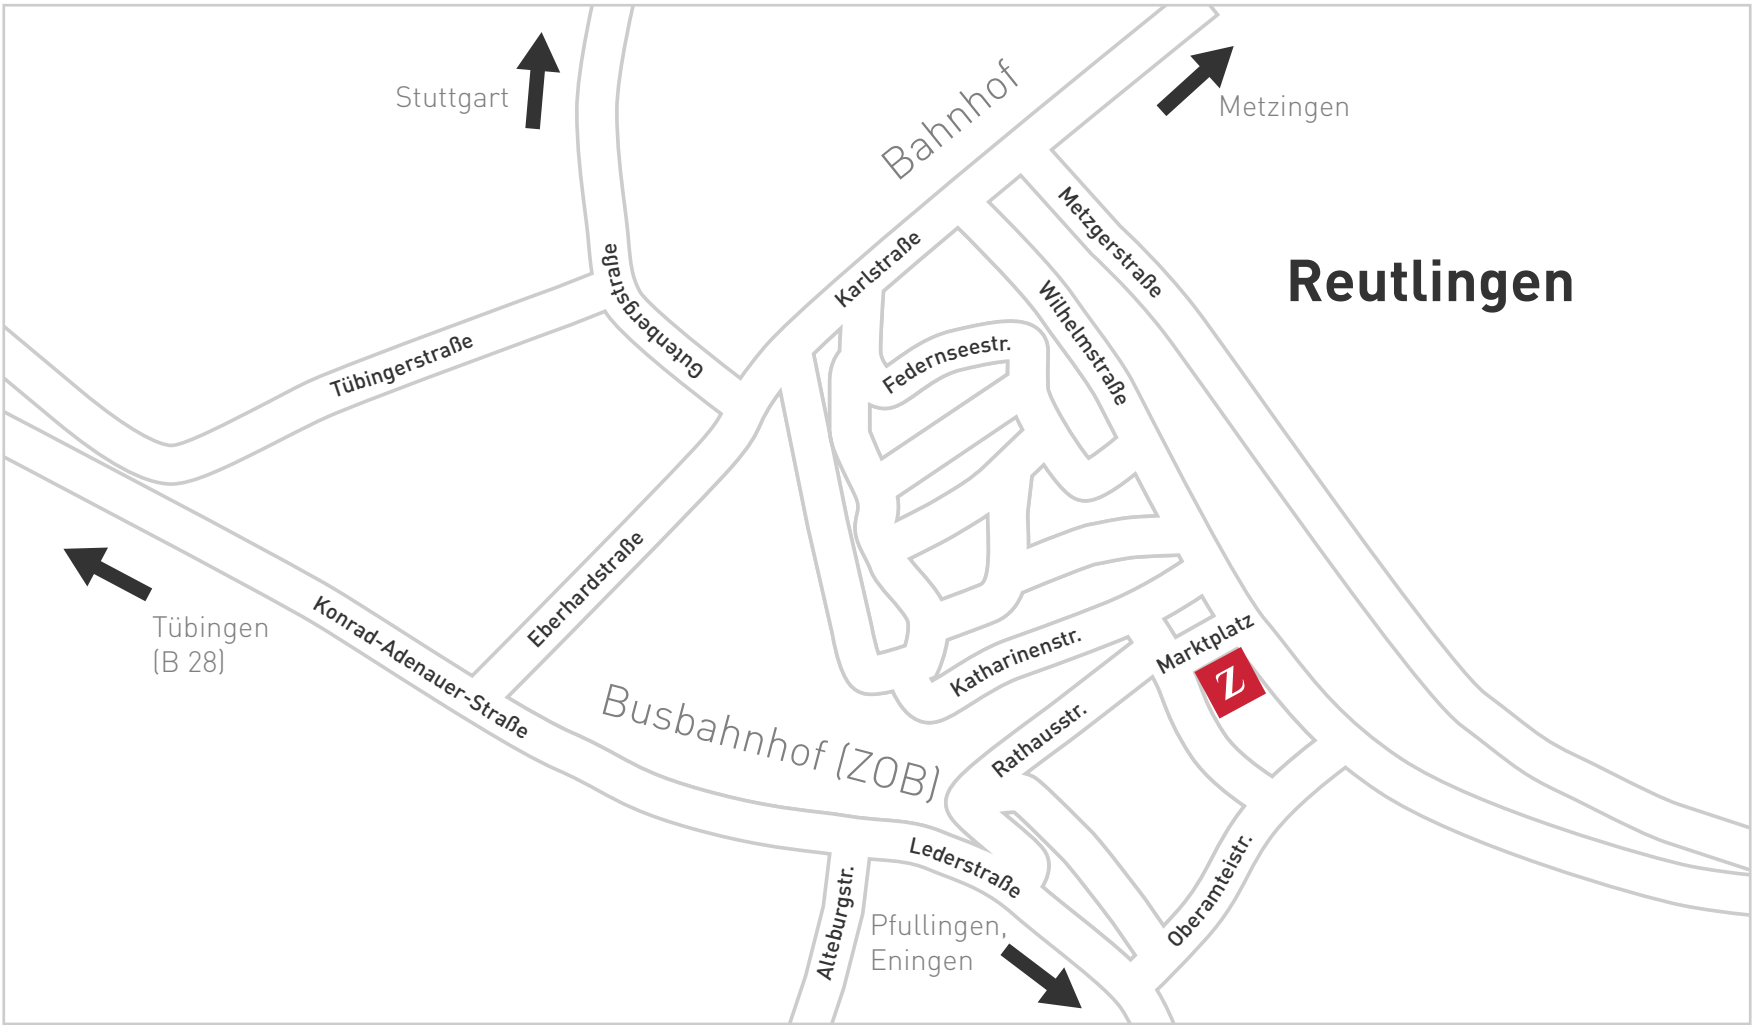 Stuttgart
Bahnhof
Metzingen
Metzgerstraße
Karlstraße
Gutenbergstraße
Reutlingen
Wilhelmstraße
Tübingerstraße
Federnseestr.
Eberhardstraße
Tübingen
(B 28)
Konrad-Adenauer-Straße
Marktplatz
Katharinenstr.
Z
Busbahnhof (ZOB)
Rathausstr.
Lederstraße
Oberamteistr.
Alteburgstr.
Pfullingen,
Eningen